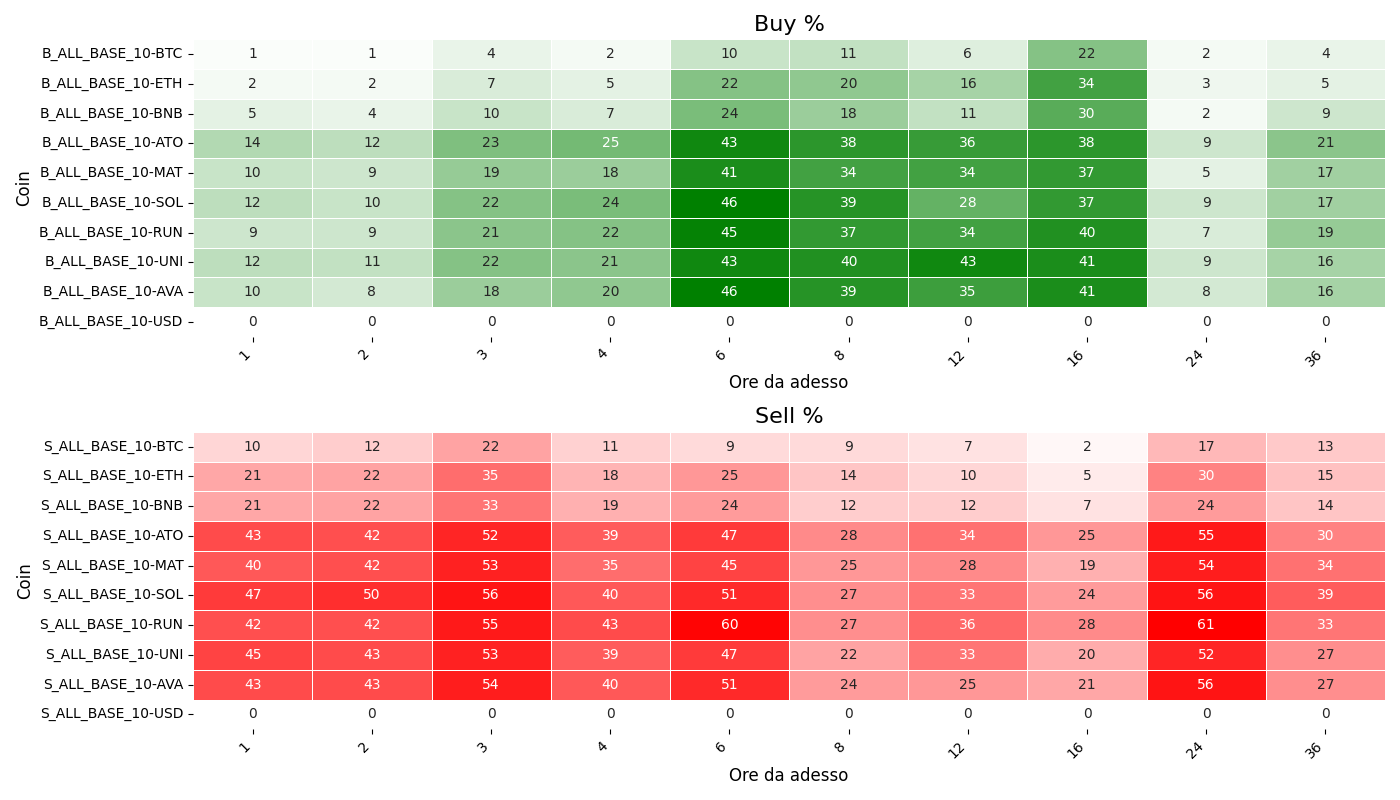 Buy %
Coin
B_ALL_BASE_10-BTC 1 1 4 2 10 11 6 22 2 4
B_ALL_BASE_10-ETH 2 2 7 5 22 20 16 34 3 5
B_ALL_BASE_10-BNB 5 4 10 7 24 18 11 30 2 9
B_ALL_BASE_10-ATO 14 12 23 25 43 38 36 38 9 21
B_ALL_BASE_10-MAT 10 9 19 18 41 34 34 37 5 17
B_ALL_BASE_10-SOL 12 10 22 24 46 39 28 37 9 17
B_ALL_BASE_10-RUN 9 9 21 22 45 37 34 40 7 19
B_ALL_BASE_10-UNI 12 11 22 21 43 40 43 41 9 16
B_ALL_BASE_10-AVA 10 8 18 20 46 39 35 41 8 16
B_ALL_BASE_10-USD 0 0 0 0 0 0 0 0 0 0
1 2 3 4 6 8 12 16 24 36
Ore da adesso
Sell %
Coin
S_ALL_BASE_10-BTC 10 12 22 11 9 9 7 2 17 13
S_ALL_BASE_10-ETH 21 22 35 18 25 14 10 5 30 15
S_ALL_BASE_10-BNB 21 22 33 19 24 12 12 7 24 14
S_ALL_BASE_10-ATO 43 42 52 39 47 28 34 25 55 30
S_ALL_BASE_10-MAT 40 42 53 35 45 25 28 19 54 34
S_ALL_BASE_10-SOL 47 50 56 40 51 27 33 24 56 39
S_ALL_BASE_10-RUN 42 42 55 43 60 27 36 28 61 33
S_ALL_BASE_10-UNI 45 43 53 39 47 22 33 20 52 27
S_ALL_BASE_10-AVA 43 43 54 40 51 24 25 21 56 27
S_ALL_BASE_10-USD 0 0 0 0 0 0 0 0 0 0
1 2 3 4 6 8 12 16 24 36
Ore da adesso